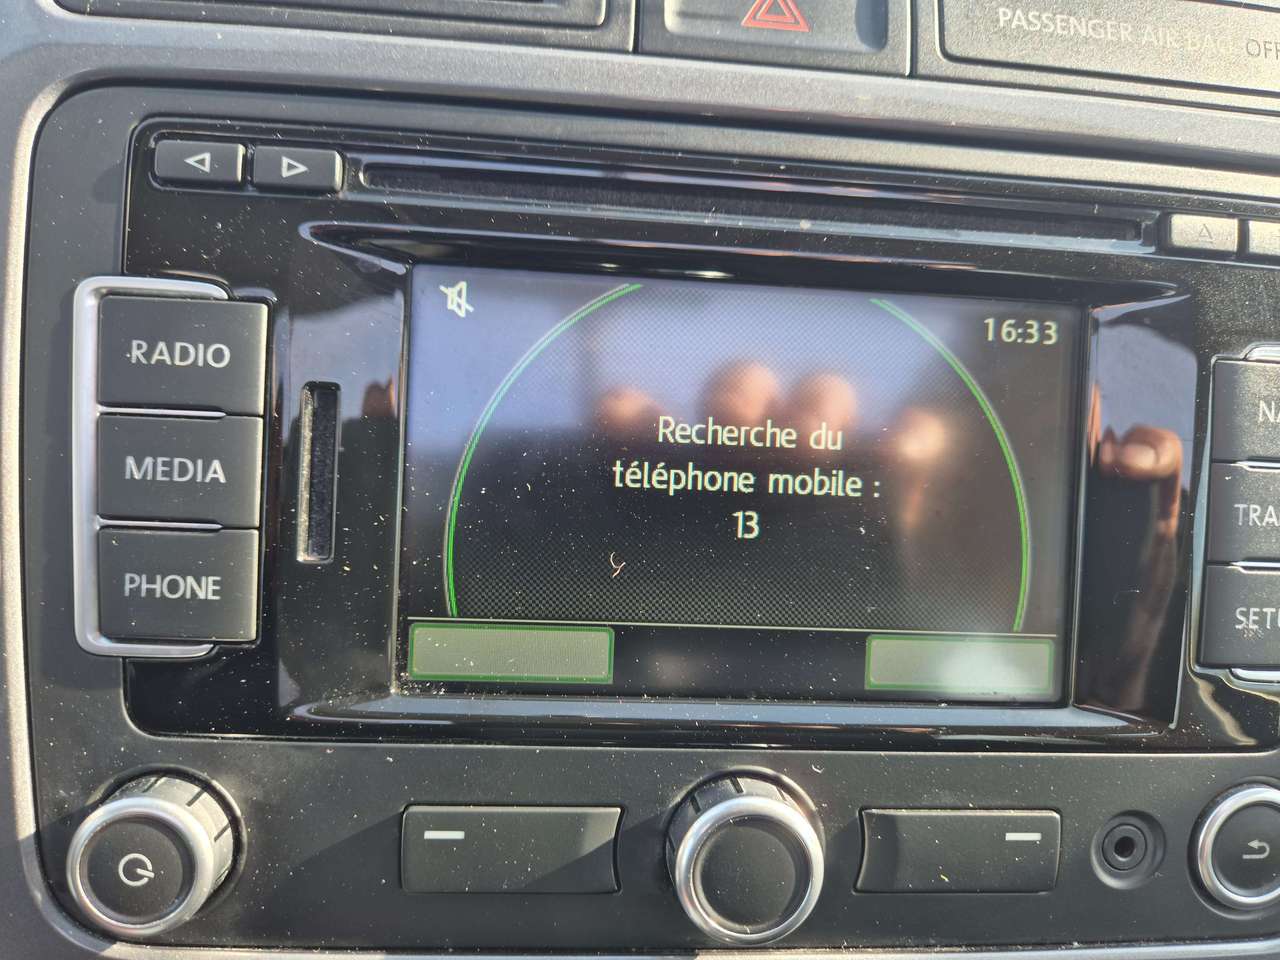 PASSENGER AIR BAG OFF
16:33
RADIO
Recherche du
téléphone mobile :
13
MEDIA
PHONE